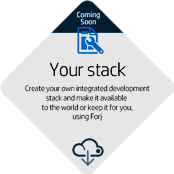 Coming
Soon
Your stack
Create your own integrated development
stack and make it available
to the world or keep it for you,
using Forj